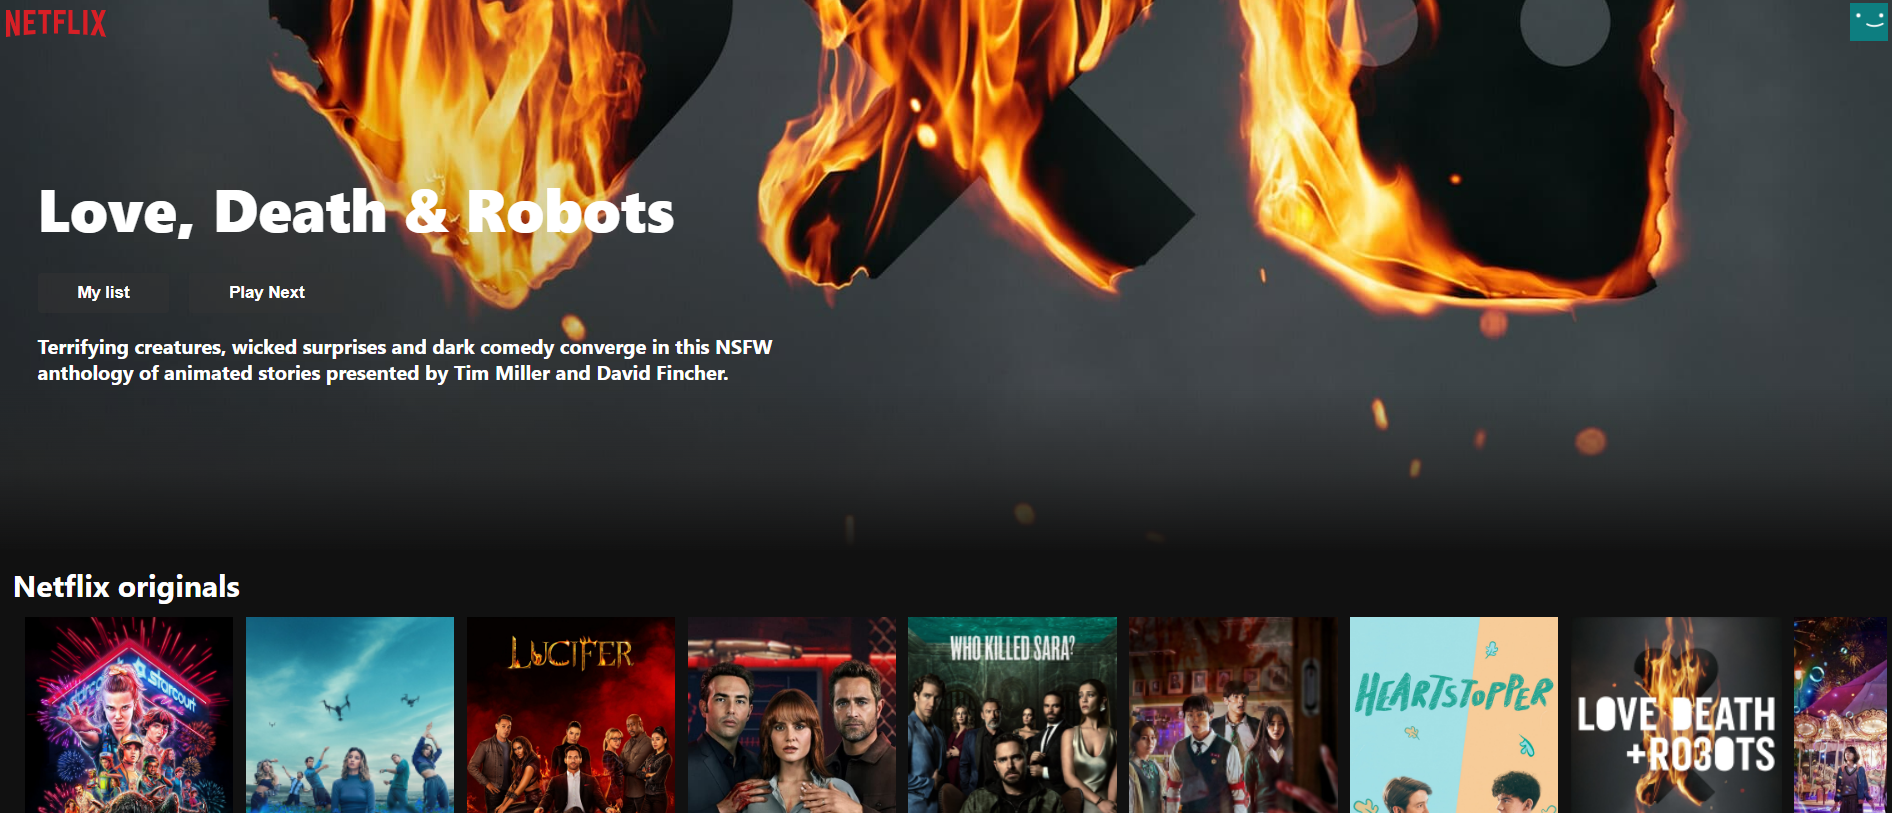 NETFLIX
Love, Death & Robots
My list
Play Next
Terrifying creatures, wicked surprises and dark comedy converge in this NSFW
anthology of animated stories presented by Tim Miller and David Fincher.
Netflix originals
starcourt
LUCIFER
WHO KILLED SARA?
HEARTSTOPPER
LOVE DEATH
+RO3OTS